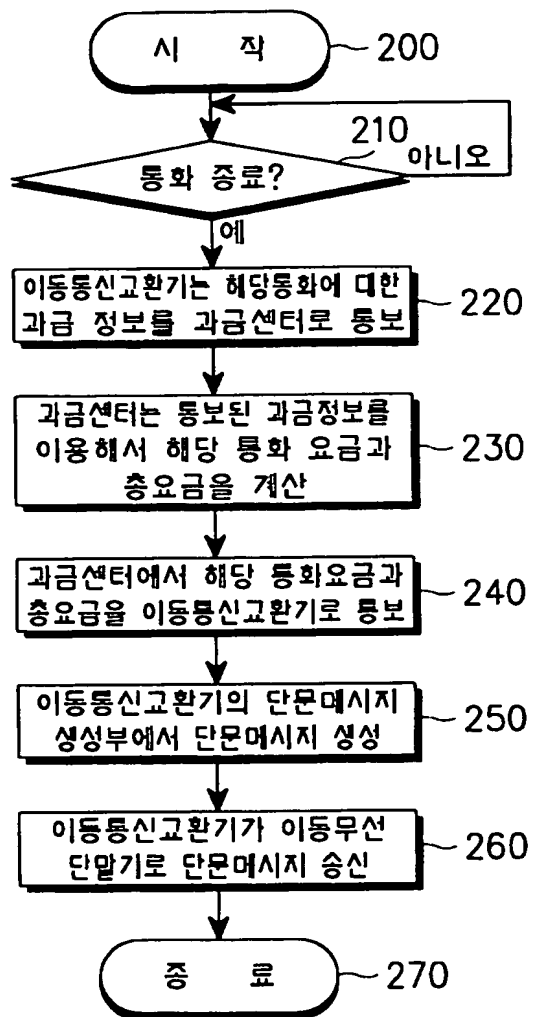 시 작
200
210
아니오
통화 종료?
예
이동통신교환기는 해당통화에 대한
과금 정보를 과금센터로 통보
220
과금센터는 통보된 과금정보를
이용해서 해당 통화 요금과
총요금을 계산
230
과금센터에서 해당 통화요금과
총요금을 이동통신교환기로 통보
240
이동통신교환기의 단문메시지
생성부에서 단문메시지 생성
250
이동통신교환기가 이동무선
단말기로 단문메시지 송신
260
종 료
270